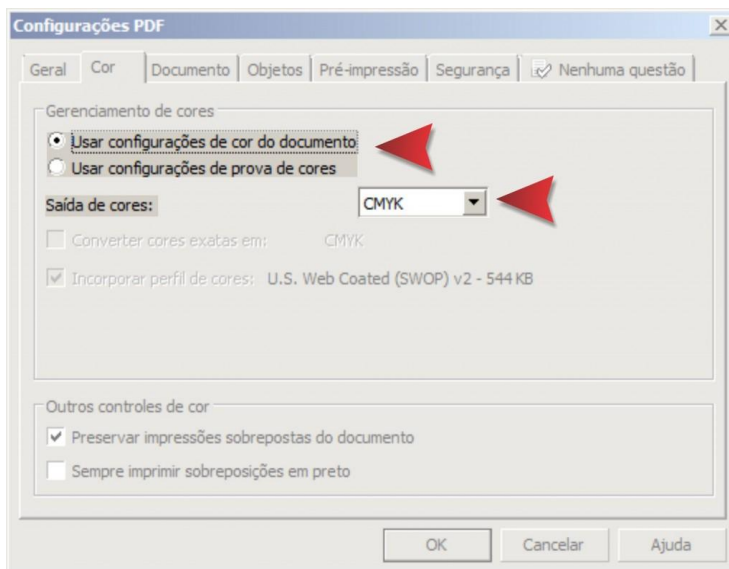 Configurações PDF
Geral Cor Documento Objetos Pré-impressão Segurança Nenhuma questão
Gerenciamento de cores
Usar configurações de cor do documento
Usar configurações de prova de cores
Saída de cores: CMYK
Converter cores exatas em: CMYK
Incorporar perfil de cores: U.S. Web Coated (SWOP) v2 - 544 KB
Outros controles de cor
Preservar impressões sobrepostas do documento
Sempre imprimir sobreposições em preto
OK Cancelar Ajuda